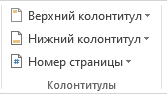 Верхний колонтитул
Нижний колонтитул
Номер страницы
Колонтитулы